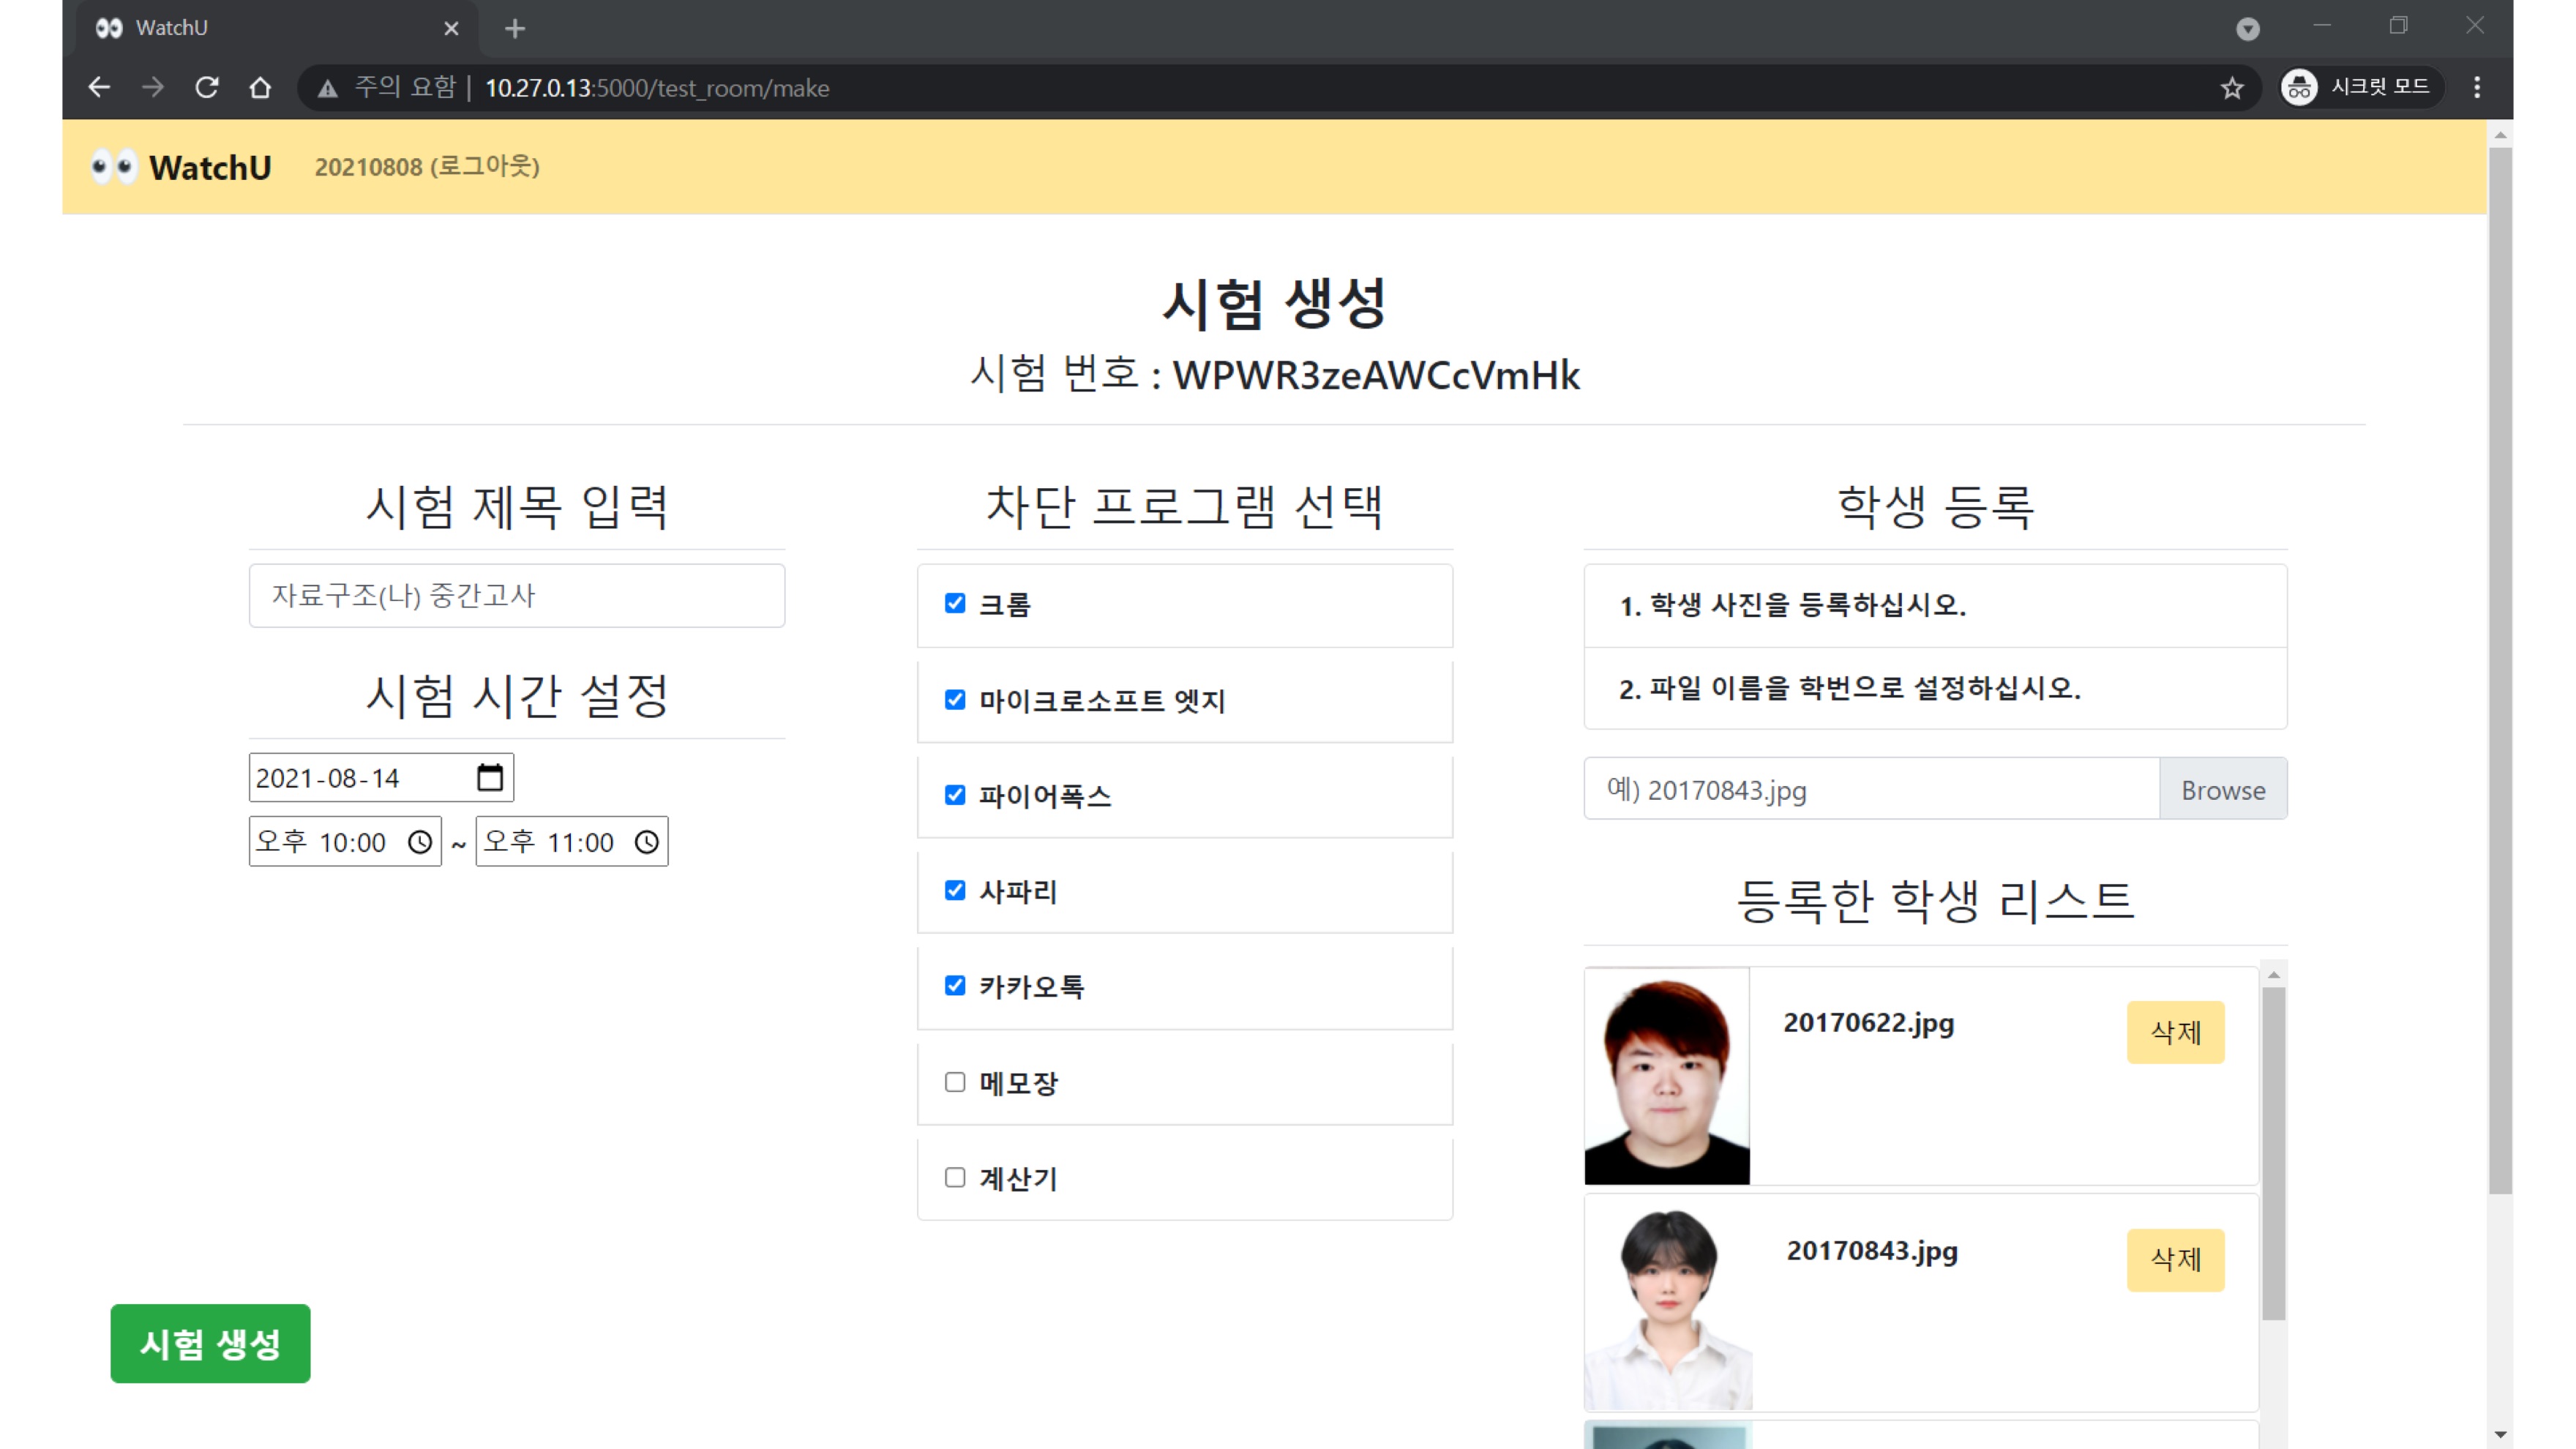 WatchU
주의 요함 | 10.27.0.13:5000/test_room/make
시크릿 모드
WatchU 20210808 (로그아웃)
시험 생성
시험 번호 : WPWR3zeAWCcVmHk
시험 제목 입력
자료구조(나) 중간고사
시험 시간 설정
2021-08-14
오후 10:00 ~ 오후 11:00
차단 프로그램 선택
크롬
마이크로소프트 엣지
파이어폭스
사파리
카카오톡
메모장
계산기
학생 등록
1. 학생 사진을 등록하십시오.
2. 파일 이름을 학번으로 설정하십시오.
예) 20170843.jpg Browse
등록한 학생 리스트
20170622.jpg 삭제
20170843.jpg 삭제
시험 생성